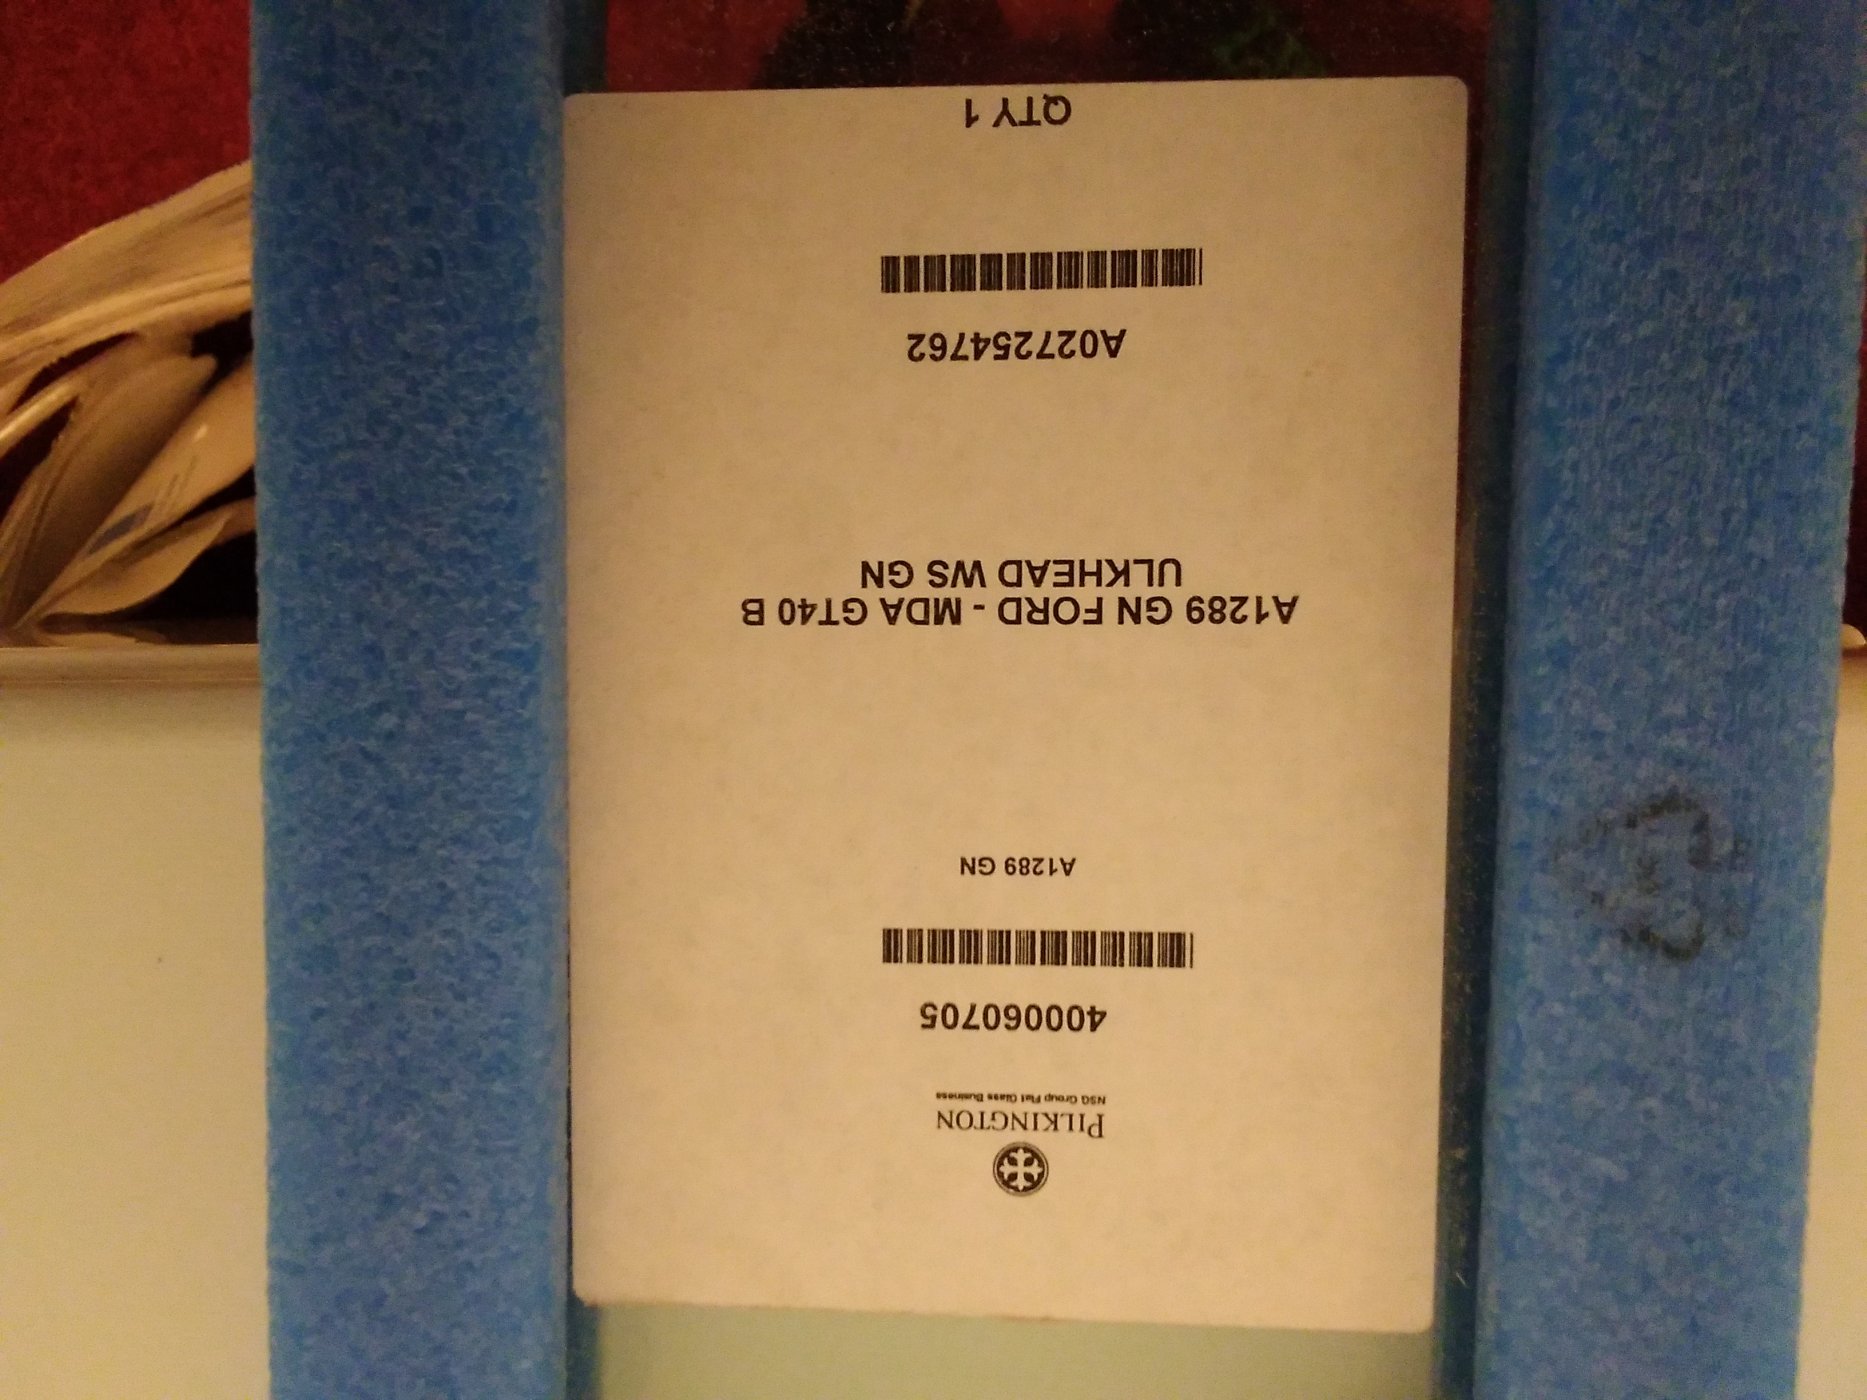 PILKINGTON
NSG Group Flat Glass Business
400060705
A1289 GN
A1289 GN FORD - MDA GT40 B
ULKHEAD WS GN
A027254762
QTY 1